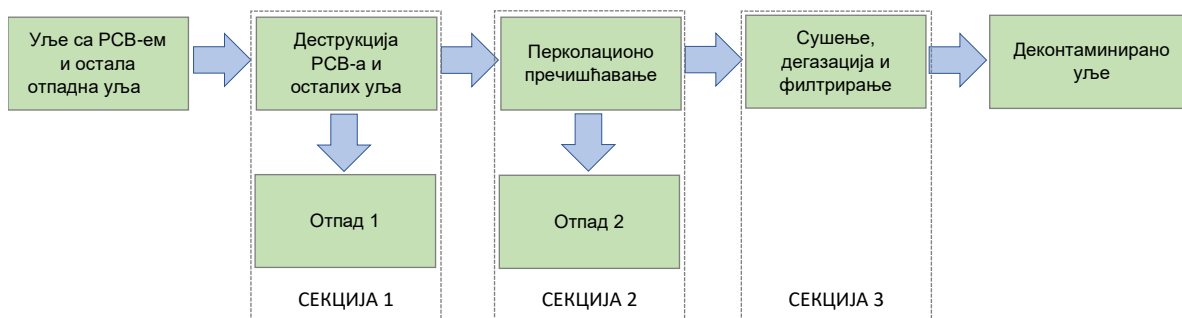 Уље са PCB-ем
и остала
отпадна уља
Деструкција
PCB-а и
осталих уља
Перколационо
пречишћавање
Сушење,
дегазација и
филтрирање
Деконтаминирано
уље
Отпад 1
Отпад 2
СЕКЦИЈА 1
СЕКЦИЈА 2
СЕКЦИЈА 3